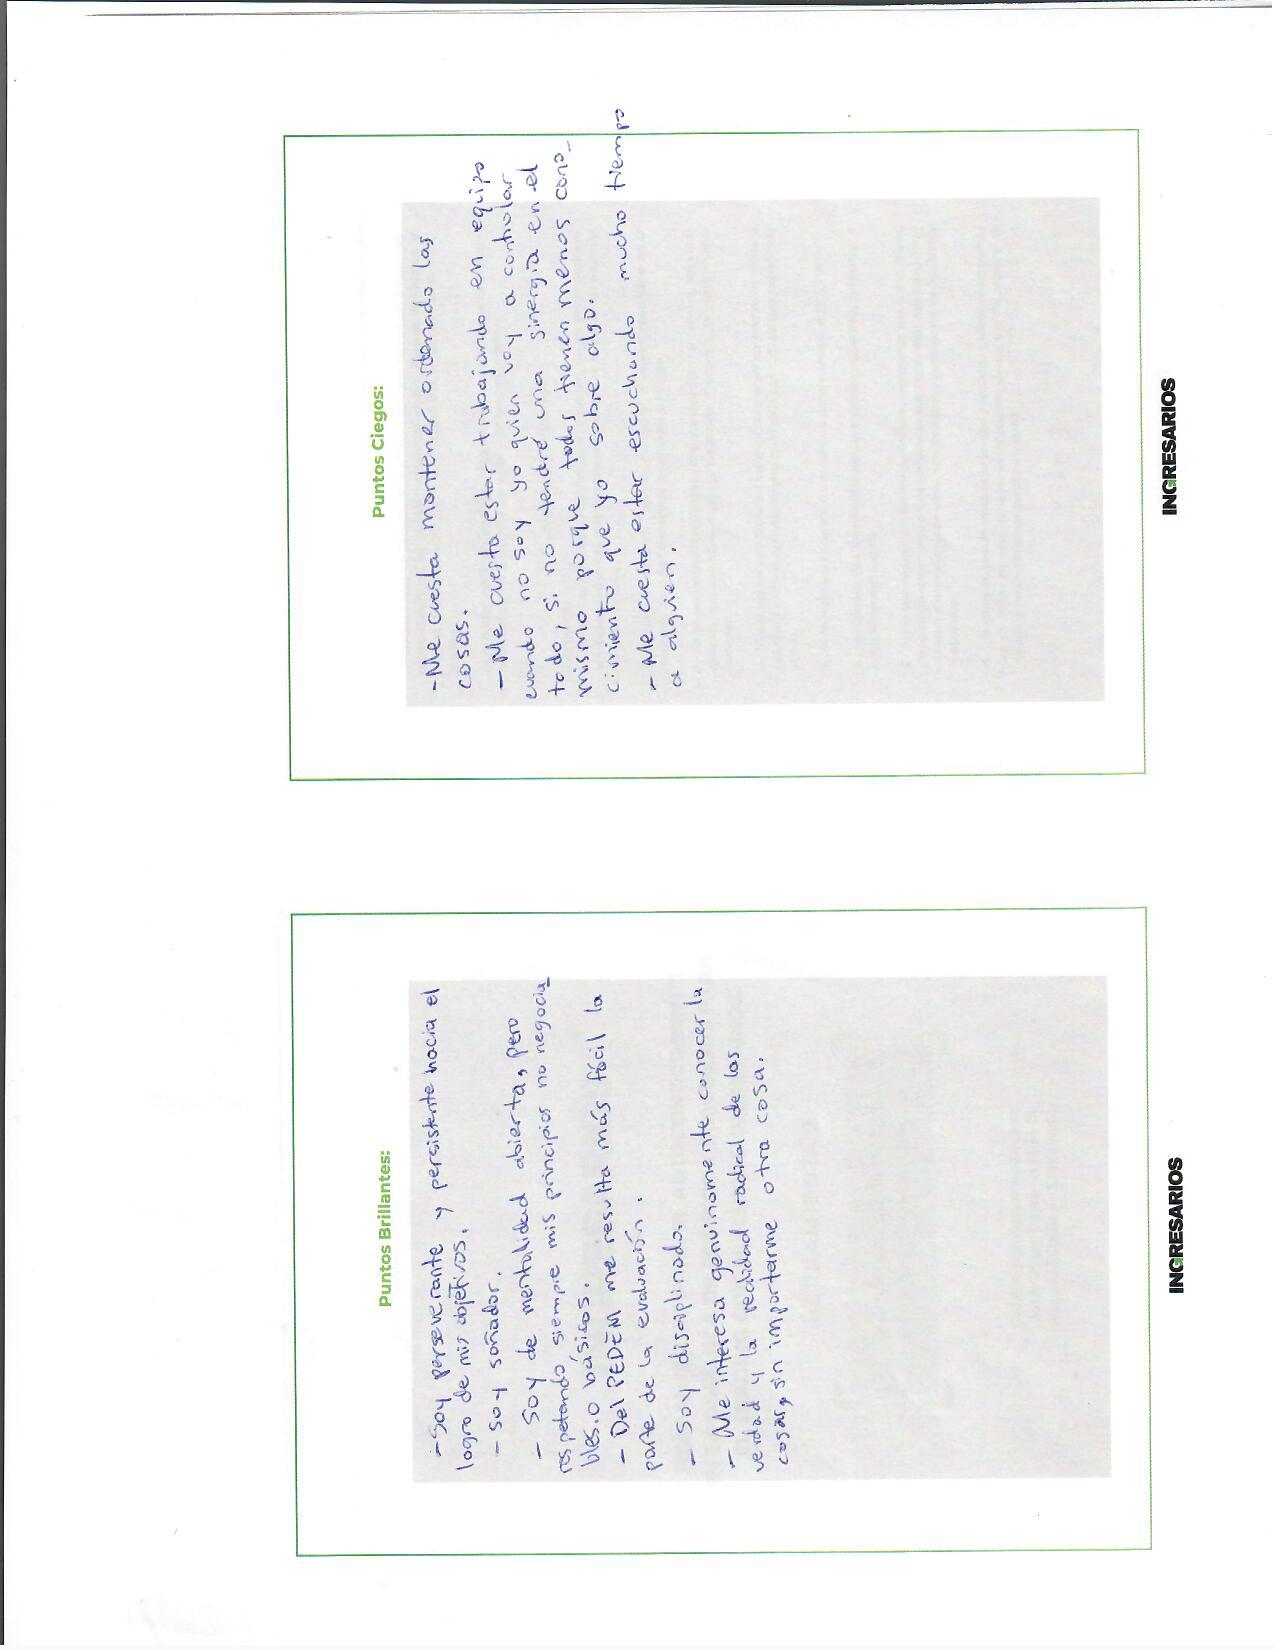 Puntos Brillantes:
- Soy perseverante y persistente hacia el
logro de mis objetivos.
- Soy soñador.
- Soy de mentalidad abierta, pero
respetando siempre mis principios no negocia_
bles.o básicos.
- Del PEDEM me resulta más fácil la
parte de la evaluación.
- Soy disciplinado.
- Me interesa genuinamente conocer la
verdad y la realidad radical de las
cosas, sin importarme otra cosa.
INGRESARIOS
Puntos Ciegos:
- Me cuesta mantener ordenado las
cosas.
- Me cuesta estar trabajando en equipo
cuando no soy yo quien voy a controlar
todo, si no tendré una sinergia en el
mismo porque todos tienen menos cono_
cimiento que yo sobre algo.
- Me cuesta estar escuchando mucho tiempo
a alguien.
INGRESARIOS